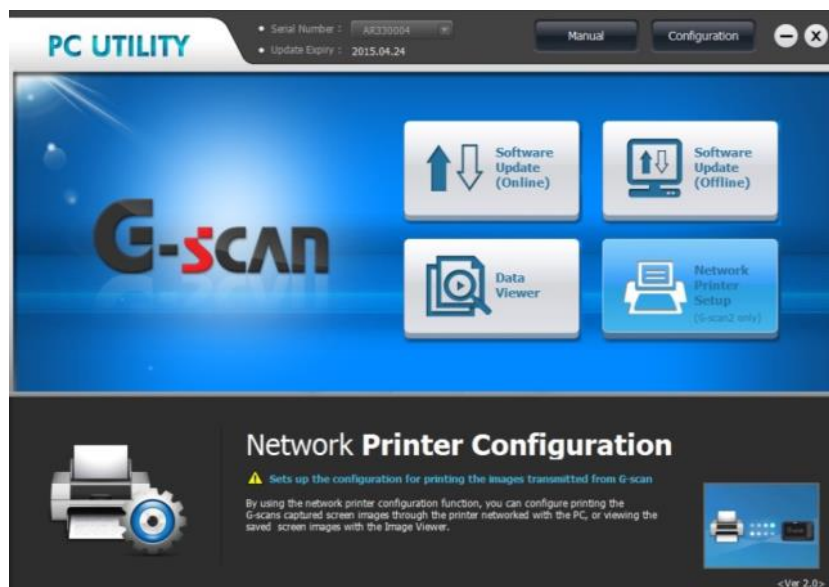 PC UTILITY
• Serial Number : AR330004
• Update Expiry : 2015.04.24
Manual
Configuration
G-scan
Software
Update
(Online)
Software
Update
(Offline)
Data
Viewer
Network
Printer
Setup
(G-scan2 only)
Network Printer Configuration
Sets up the configuration for printing the images transmitted from G-scan
By using the network printer configuration function, you can configure printing the
G-scans captured screen images through the printer networked with the PC, or viewing the
saved screen images with the Image Viewer.
<Ver 2.0>